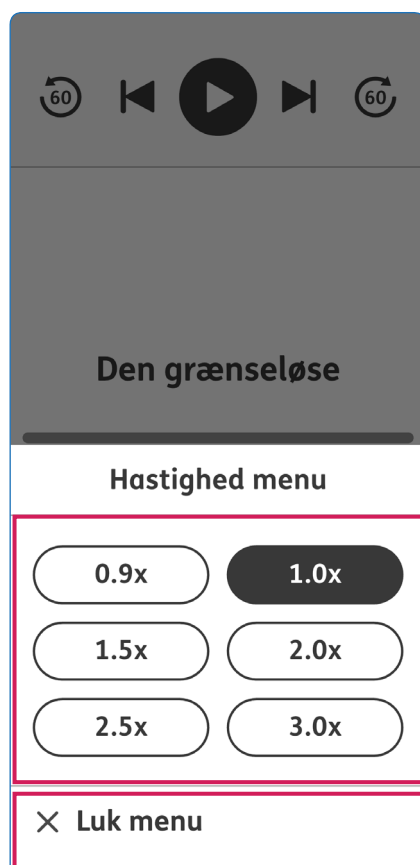 60 60
Den grænseløse
Hastighed menu
0.9x 1.0x
1.5x 2.0x
2.5x 3.0x
Luk menu